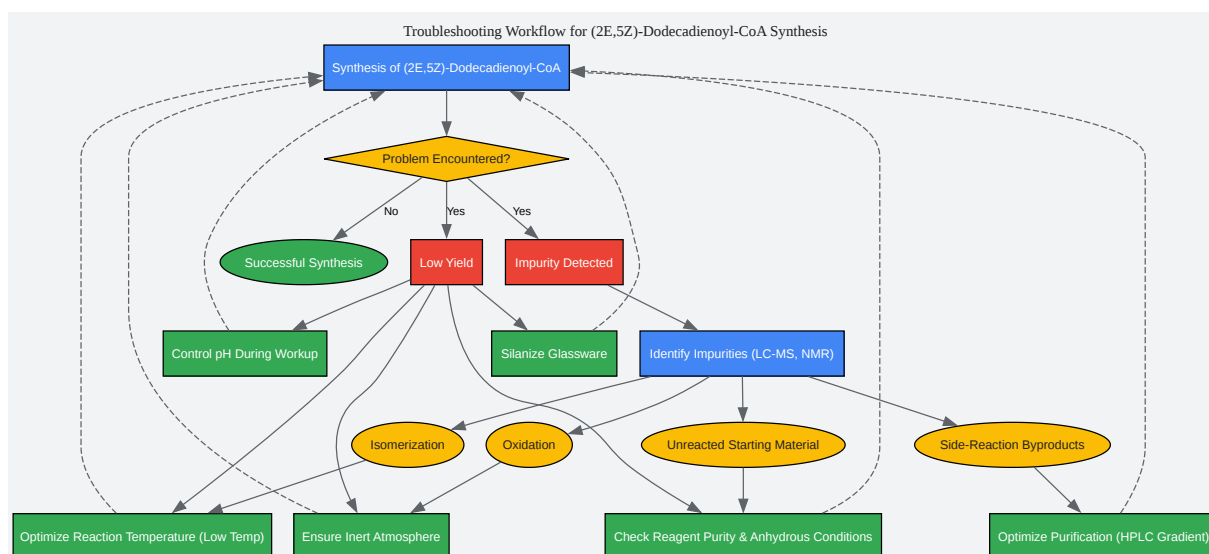 Troubleshooting Workflow for (2E,5Z)-Dodecadienoyl-CoA Synthesis
Synthesis of (2E,5Z)-Dodecadienoyl-CoA
Problem Encountered?
No
Yes
Yes
Successful Synthesis
Low Yield
Impurity Detected
Control pH During Workup
Silanize Glassware
Identify Impurities (LC-MS, NMR)
Isomerization
Oxidation
Unreacted Starting Material
Side-Reaction Byproducts
Optimize Reaction Temperature (Low Temp)
Ensure Inert Atmosphere
Check Reagent Purity & Anhydrous Conditions
Optimize Purification (HPLC Gradient)